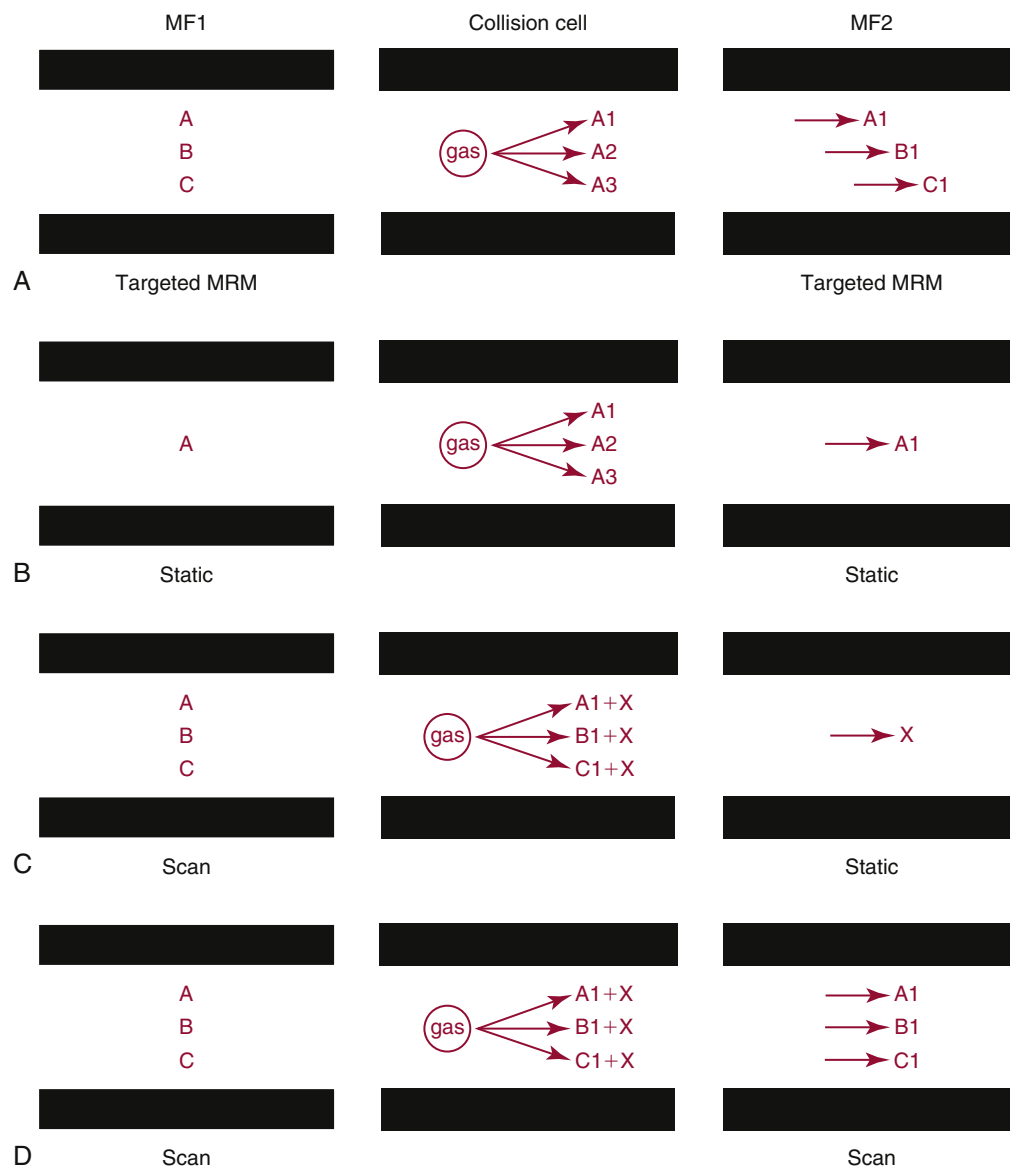 MF1 Collision cell MF2
A A1 A1
B gas A2 B1
C A3 C1
A Targeted MRM Targeted MRM
A1
A gas A2 A1
A3
B Static Static
A A1+X
B gas B1+X X
C C1+X
C Scan Static
A A1+X A1
B gas B1+X B1
C C1+X C1
D Scan Scan